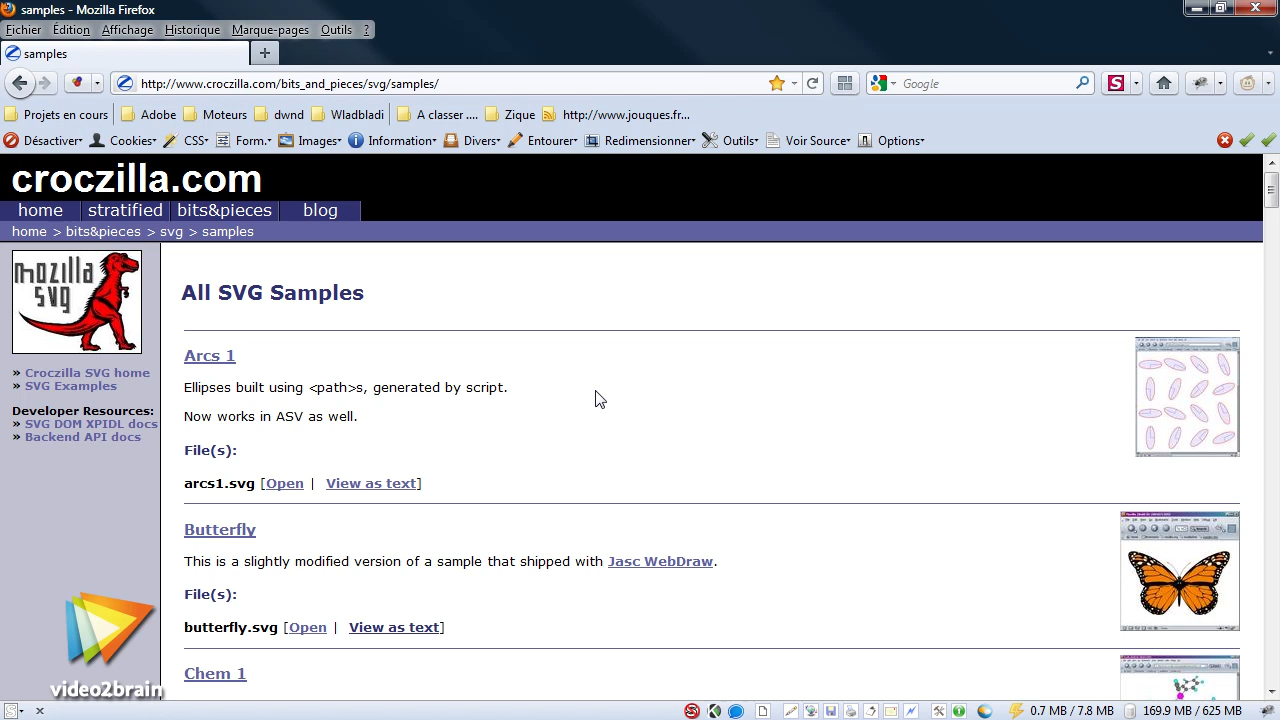 samples - Mozilla Firefox
Fichier Édition Affichage Historique Marque-pages Outils ?
samples
http://www.croczilla.com/bits_and_pieces/svg/samples/
Google
Projets en cours Adobe Moteurs dwnd Wladbladi A classer .... Zique http://www.jouques.fr...
Désactiver Cookies CSS Form. Images Information Divers Entourer Redimensionner Outils Voir Source Options
croczilla.com
home stratified bits&pieces blog
home > bits&pieces > svg > samples
mozilla
svg
All SVG Samples
Arcs 1
» Croczilla SVG home
» SVG Examples
Developer Resources:
» SVG DOM XPIDL docs
» Backend API docs
Ellipses built using <path>s, generated by script.
Now works in ASV as well.
File(s):
arcs1.svg [Open | View as text]
Butterfly
This is a slightly modified version of a sample that shipped with Jasc WebDraw.
File(s):
butterfly.svg [Open | View as text]
Chem 1
video2brain
0.7 MB / 7.8 MB 169.9 MB / 625 MB